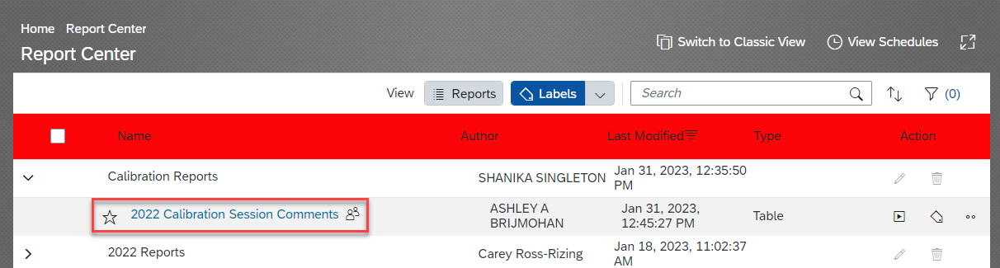 Home Report Center
Report Center
Switch to Classic View View Schedules
View Reports Labels Search (0)
Name Author Last Modified Type Action
Calibration Reports SHANIKA SINGLETON Jan 31, 2023, 12:35:50 PM
2022 Calibration Session Comments ASHLEY A BRIJMOHAN Jan 31, 2023, 12:45:27 PM Table
2022 Reports Carey Ross-Rizing Jan 18, 2023, 11:02:37 AM